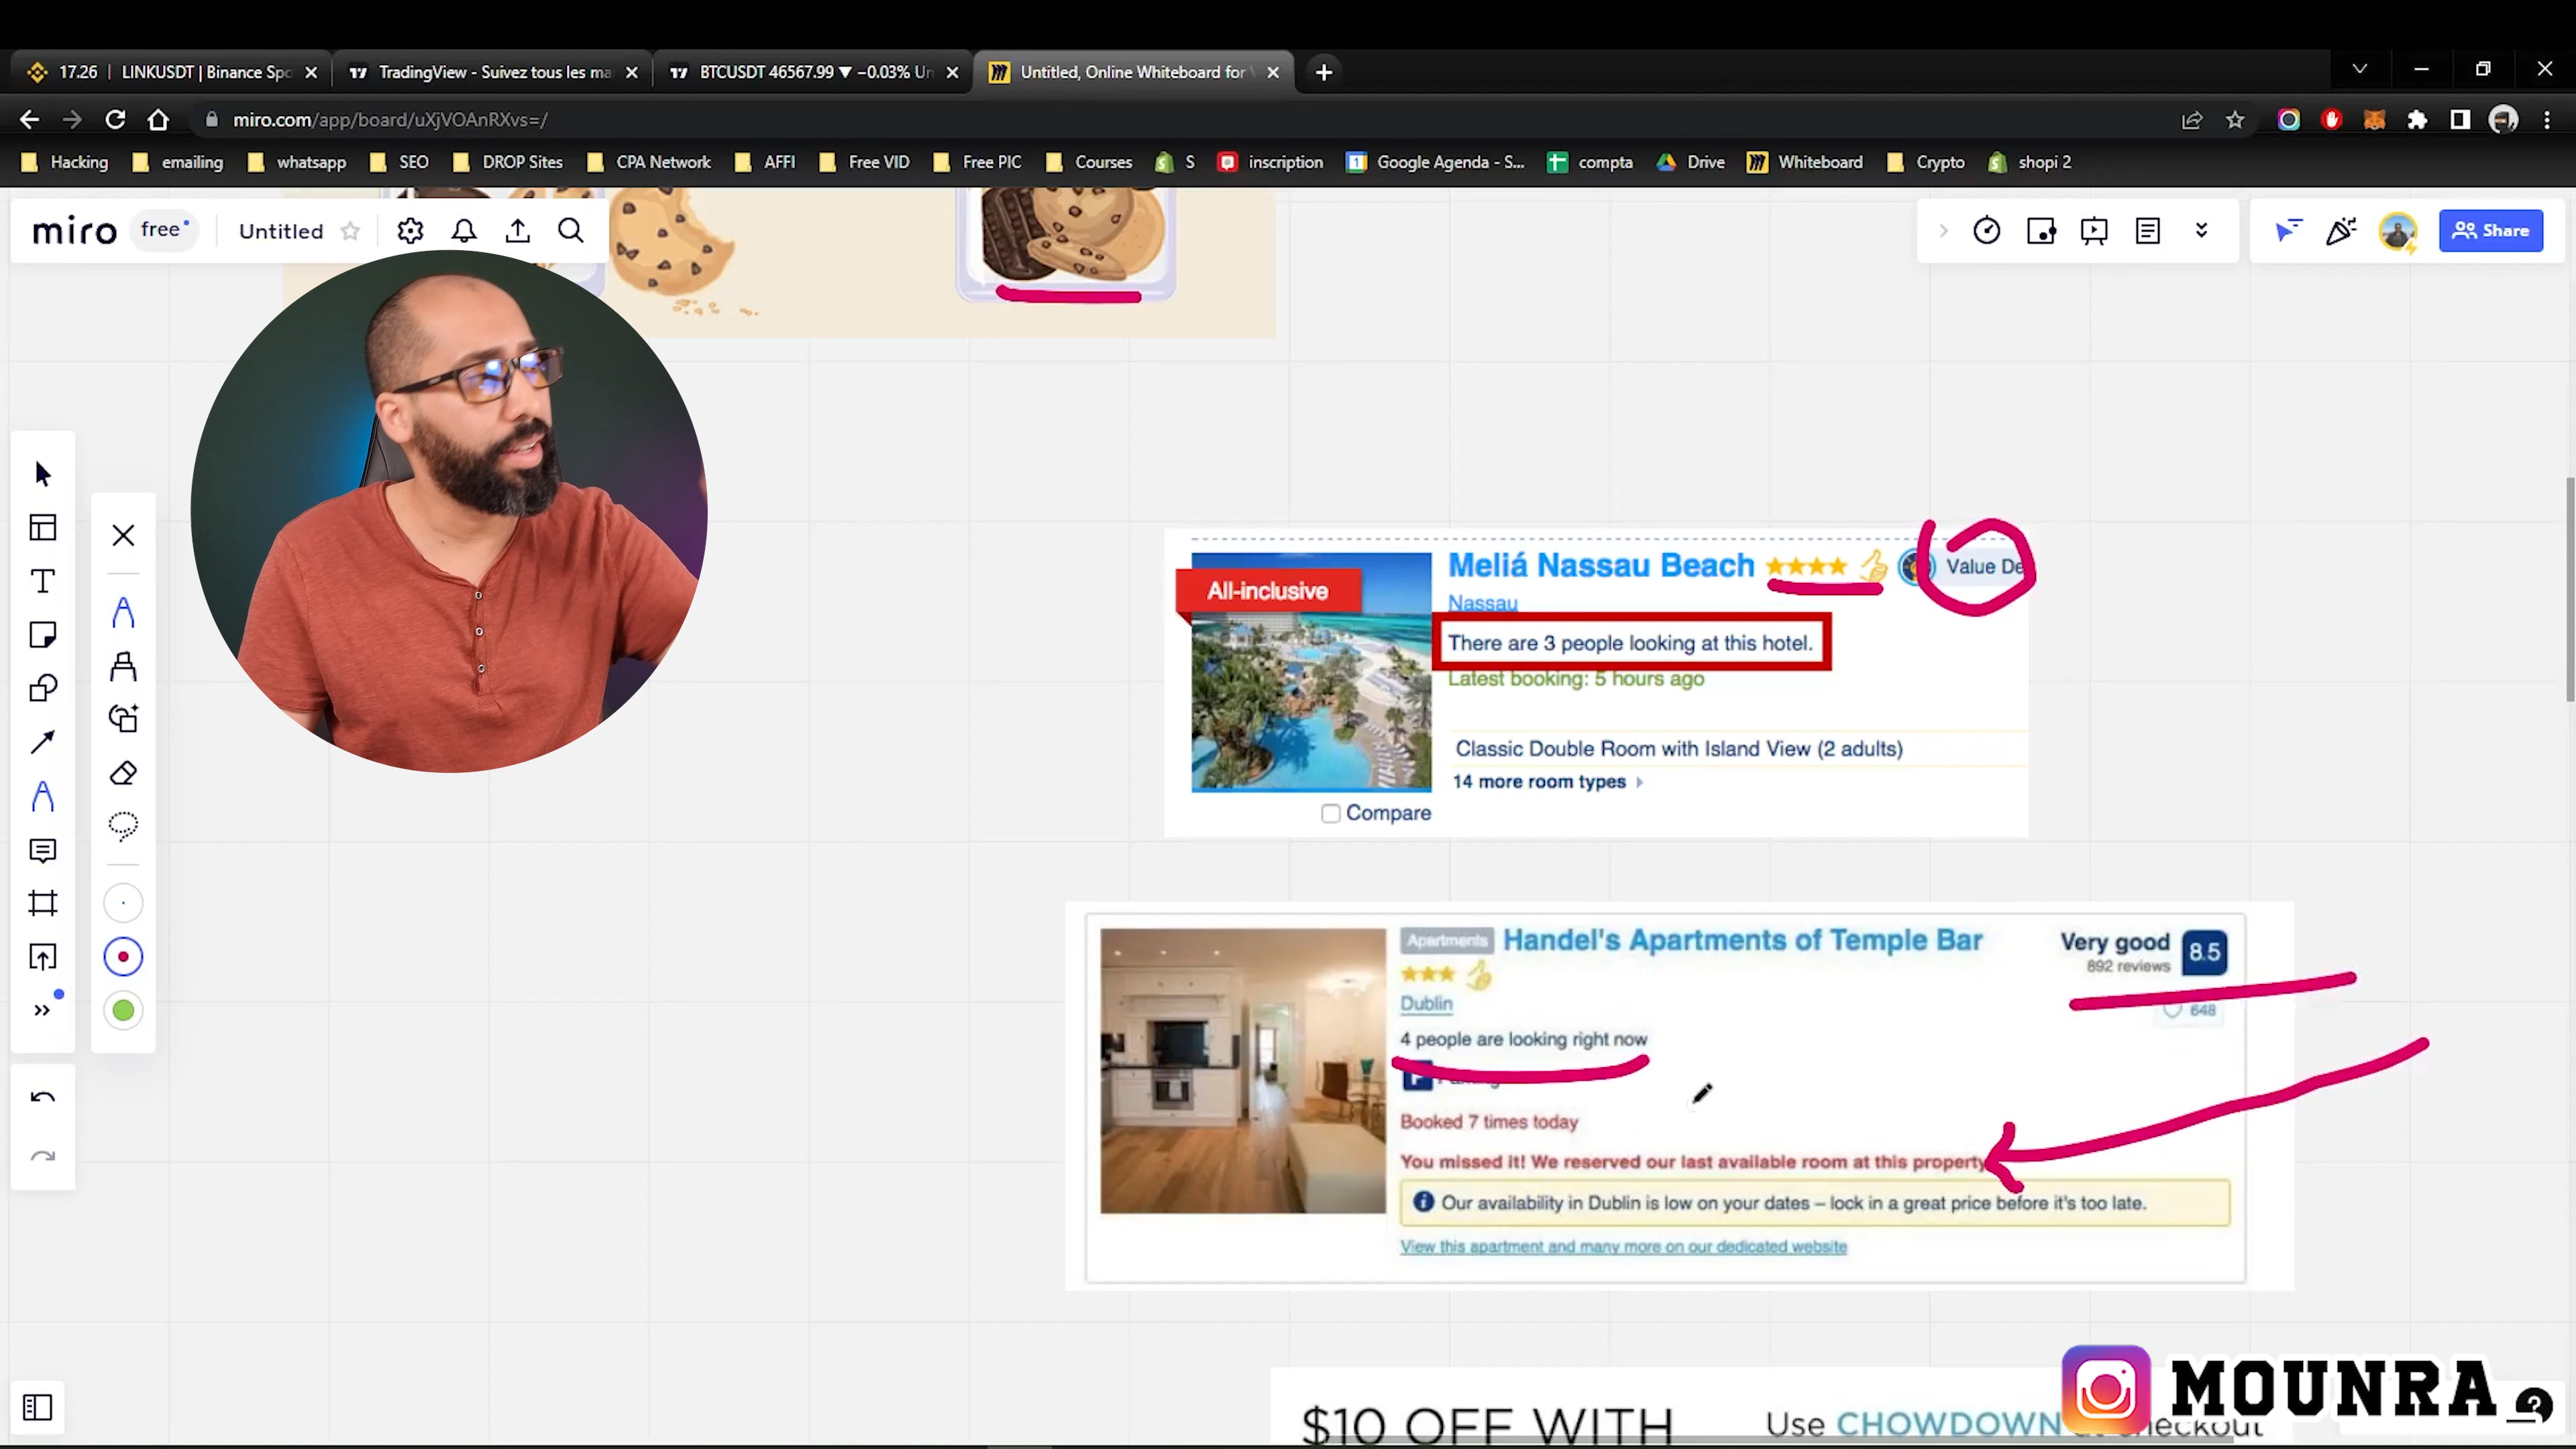 17.26 | LINKUSDT | Binance Spo
TradingView - Suivez tous les ma
BTCUSDT 46567.99 ▼ −0.03% Un
Untitled, Online Whiteboard for
miro.com/app/board/uXjVOAnRXvs=/
Hacking
emailing
whatsapp
SEO
DROP Sites
CPA Network
AFFI
Free VID
Free PIC
Courses
S
inscription
Google Agenda - S...
compta
Drive
Whiteboard
Crypto
shopi 2
miro
free
Untitled
Share
All-inclusive
Meliá Nassau Beach
Value De
Nassau
There are 3 people looking at this hotel.
Latest booking: 5 hours ago
Classic Double Room with Island View (2 adults)
14 more room types
Compare
Apartments
Handel's Apartments of Temple Bar
Very good
892 reviews
8.5
648
Dublin
4 people are looking right now
Booked 7 times today
You missed it! We reserved our last available room at this property
Our availability in Dublin is low on your dates – lock in a great price before it's too late.
View this apartment and many more on our dedicated website
$10 OFF WITH
Use CHOWDOWN
MOUNRA